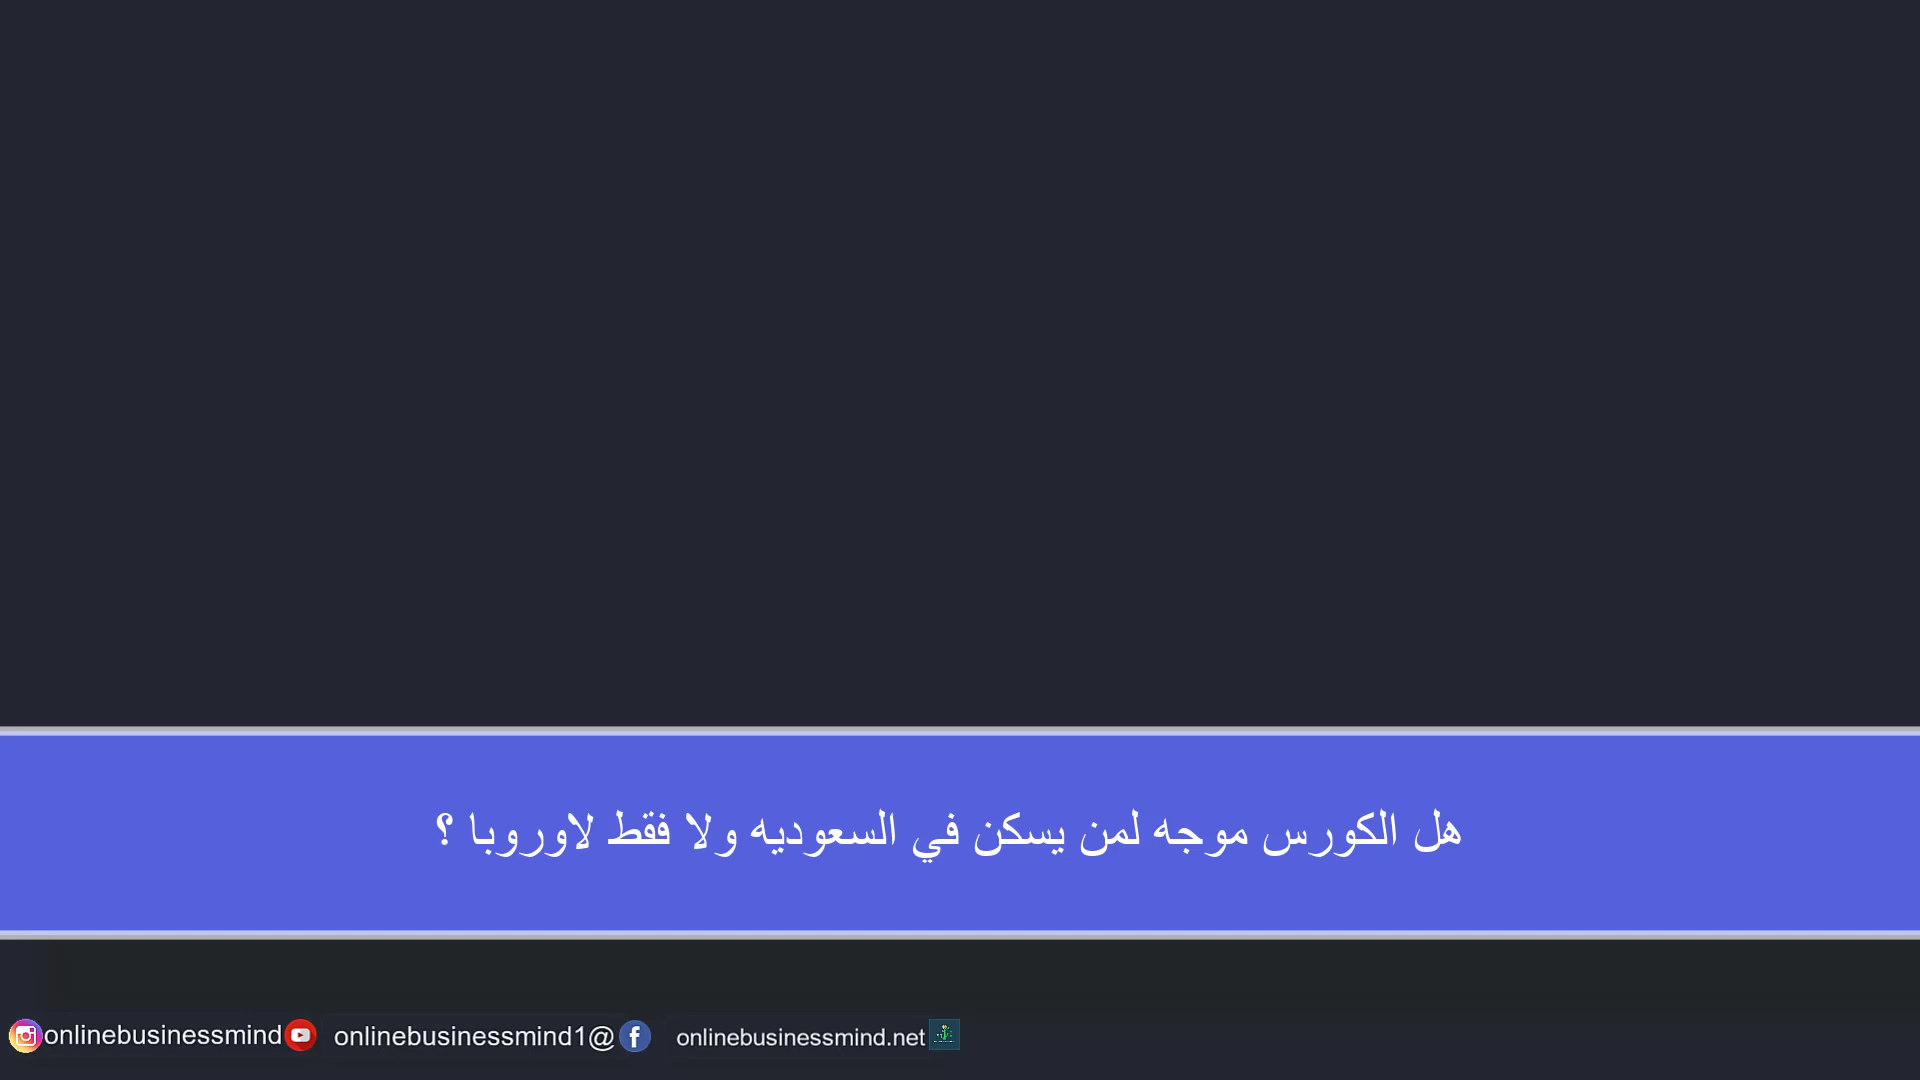 هل الكورس موجه لمن يسكن في السعوديه ولا فقط لاوروبا ؟
onlinebusinessmind onlinebusinessmind1@ onlinebusinessmind.net